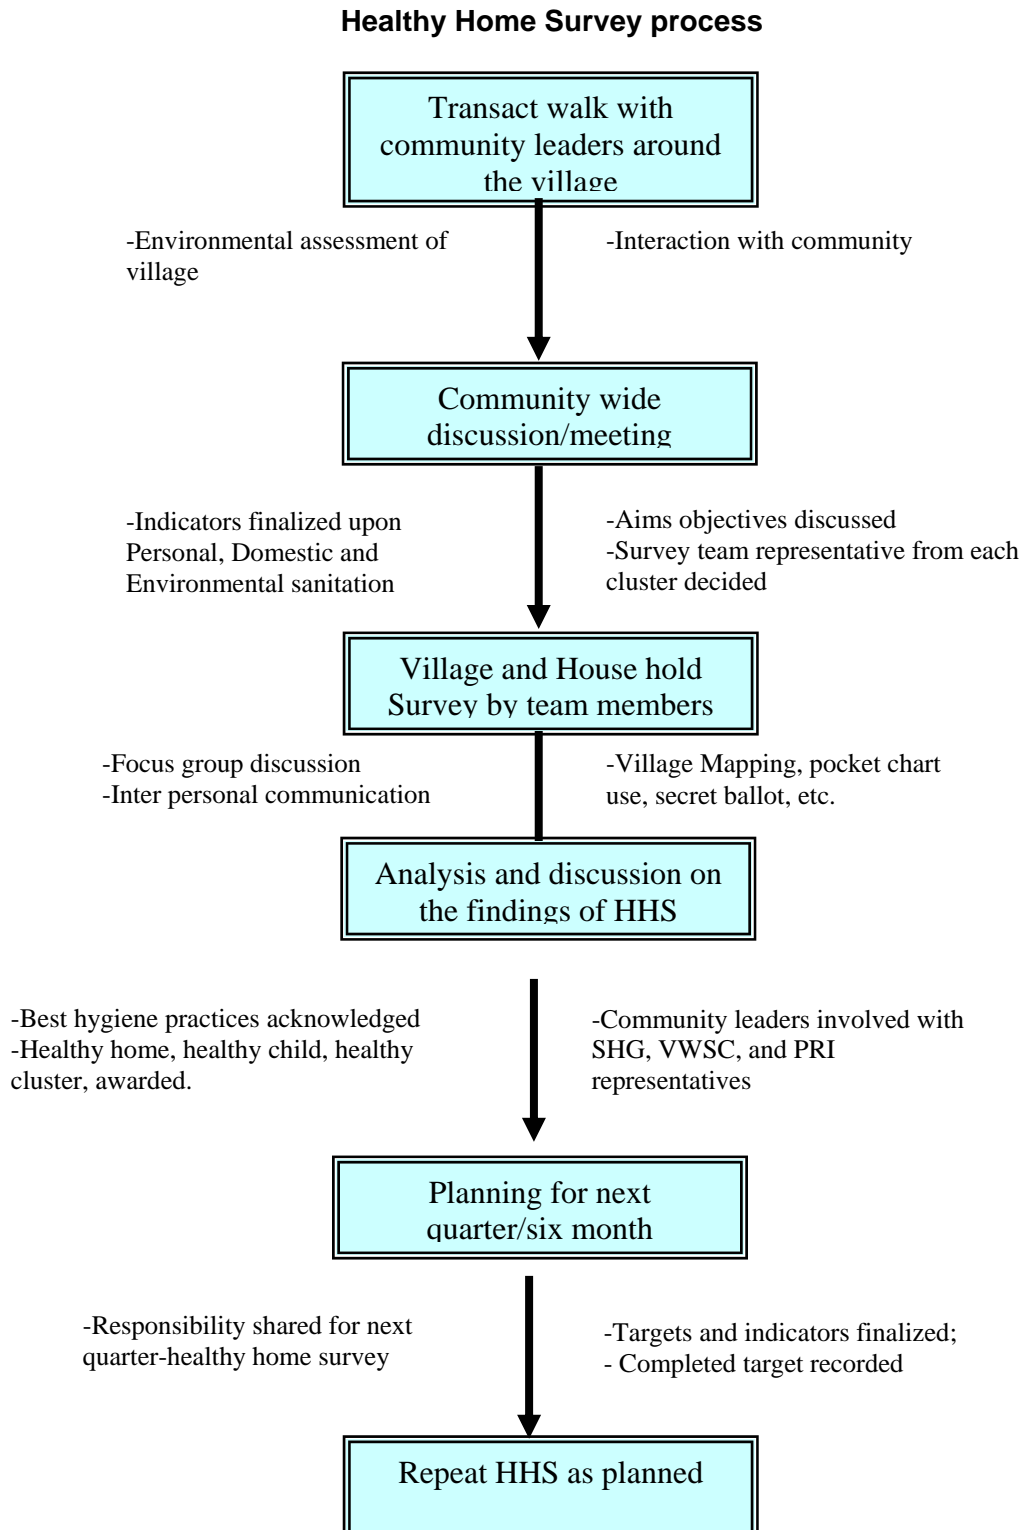 Healthy Home Survey process
Transact walk with
community leaders around
the village
-Environmental assessment of
village
-Interaction with community
Community wide
discussion/meeting
-Indicators finalized upon
Personal, Domestic and
Environmental sanitation
-Aims objectives discussed
-Survey team representative from each
cluster decided
Village and House hold
Survey by team members
-Focus group discussion
-Inter personal communication
-Village Mapping, pocket chart
use, secret ballot, etc.
Analysis and discussion on
the findings of HHS
-Best hygiene practices acknowledged
-Healthy home, healthy child, healthy
cluster, awarded.
-Community leaders involved with
SHG, VWSC, and PRI
representatives
Planning for next
quarter/six month
-Responsibility shared for next
quarter-healthy home survey
-Targets and indicators finalized;
- Completed target recorded
Repeat HHS as planned